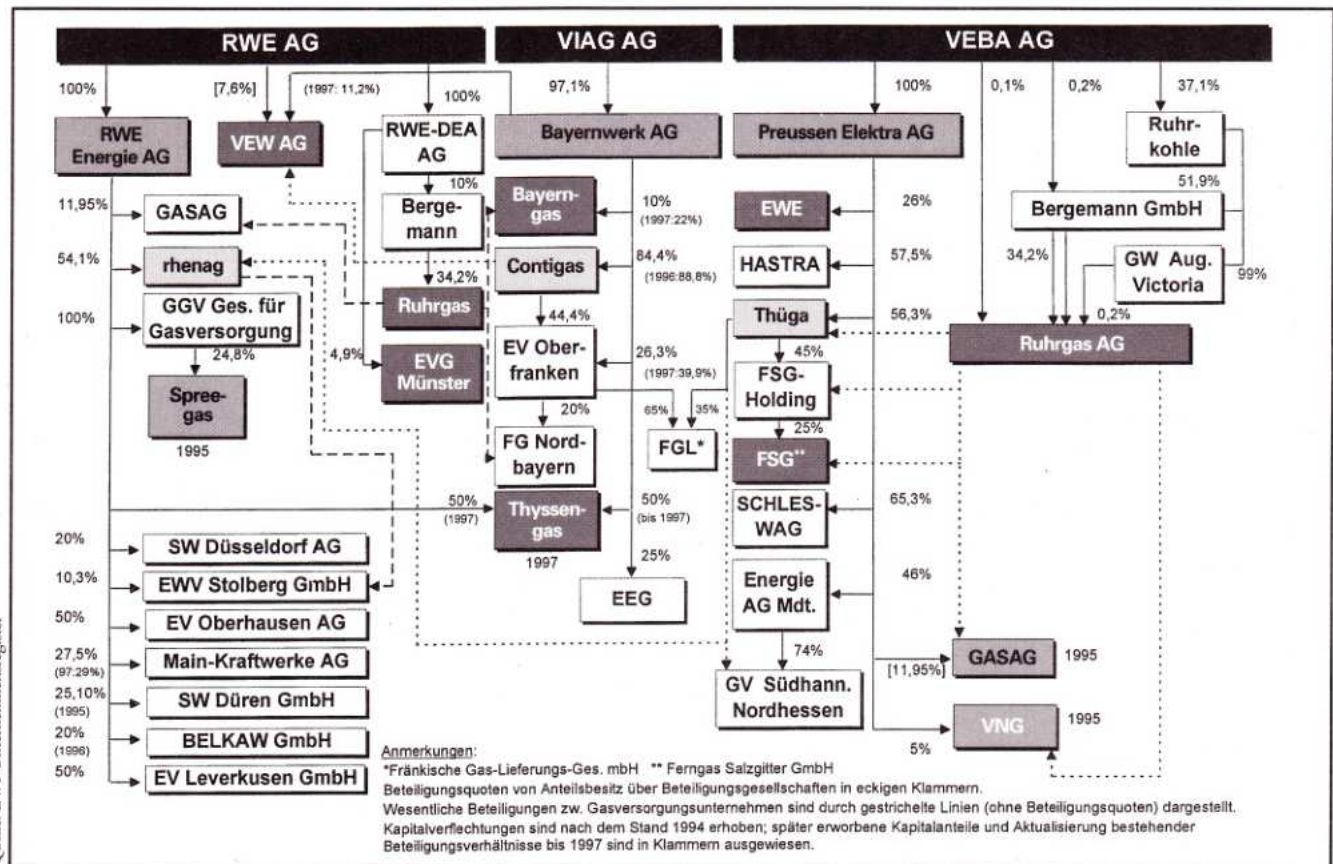 RWE AG
VIAG AG
VEBA AG
100%
[7,6%]
(1997: 11,2%)
100%
97,1%
100%
0,1%
0,2%
37,1%
RWE
Energie AG
VEW AG
RWE-DEA
AG
Bayernwerk AG
Preussen Elektra AG
Ruhr-
kohle
11,95%
GASAG
10%
Berge-
mann
Bayern-
gas
10%
(1997:22%)
EWE
26%
51,9%
Bergemann GmbH
54,1%
rhenag
34,2%
Contigas
84,4%
(1996:88,8%)
HASTRA
57,5%
34,2%
GW Aug.
Victoria
99%
100%
GGV Ges. für
Gasversorgung
Ruhrgas
44,4%
Thüga
56,3%
0,2%
Ruhrgas AG
24,8%
4,9%
EVG
Münster
EV Ober-
franken
26,3%
(1997:39,9%)
45%
FSG-
Holding
Spree-
gas
1995
20%
65%
35%
25%
FG Nord-
bayern
FGL*
FSG**
50%
(1997)
Thyssen-
gas
1997
50%
(bis 1997)
SCHLES-
WAG
65,3%
20%
SW Düsseldorf AG
25%
10,3%
EWV Stolberg GmbH
EEG
Energie
AG Mdt.
46%
50%
EV Oberhausen AG
27,5%
(97:29%)
Main-Kraftwerke AG
74%
[11,95%]
GASAG
1995
25,10%
(1995)
SW Düren GmbH
GV Südhann.
Nordhessen
20%
(1996)
BELKAW GmbH
5%
VNG
1995
50%
EV Leverkusen GmbH
Anmerkungen:
*Fränkische Gas-Lieferungs-Ges. mbH ** Ferngas Salzgitter GmbH
Beteiligungsquoten von Anteilsbesitz über Beteiligungsgesellschaften in eckigen Klammern.
Wesentliche Beteiligungen zw. Gasversorgungsunternehmen sind durch gestrichelte Linien (ohne Beteiligungsquoten) dargestellt.
Kapitalverflechtungen sind nach dem Stand 1994 erhoben; später erworbene Kapitalanteile und Aktualisierung bestehender
Beteiligungsverhältnisse bis 1997 sind in Klammern ausgewiesen.